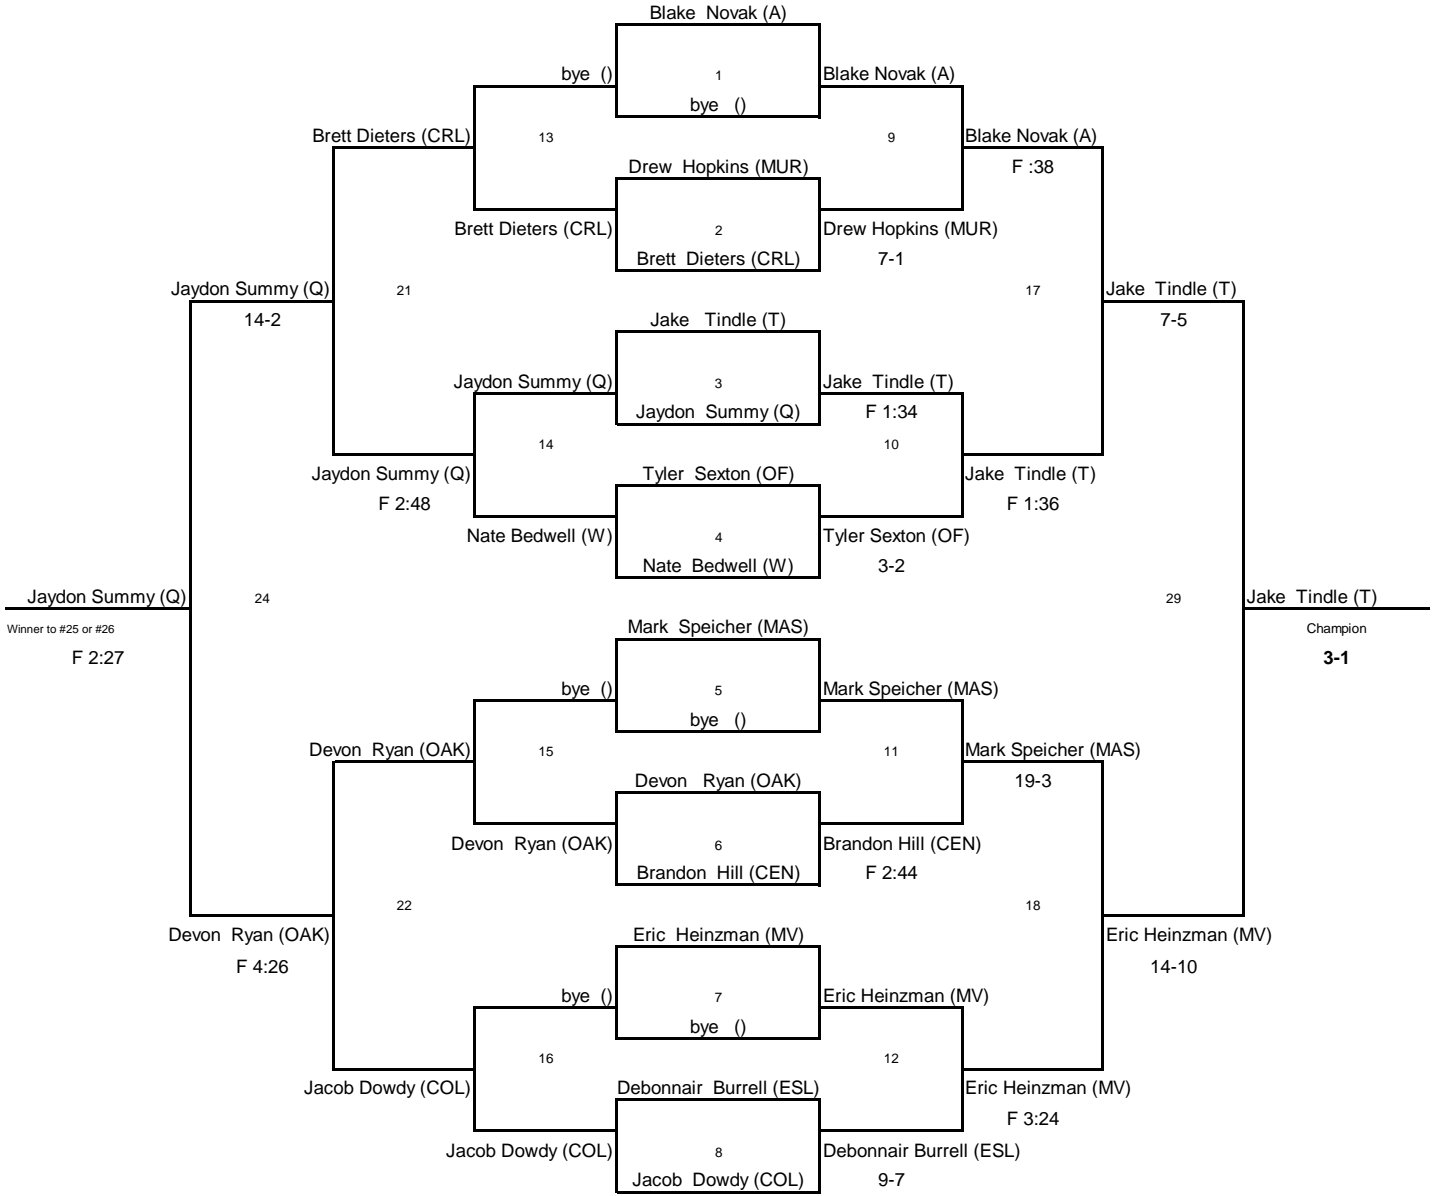 Blake Novak (A)
bye ()
1
Blake Novak (A)
bye ()
Brett Dieters (CRL)
13
9
Blake Novak (A)
Drew Hopkins (MUR)
F :38
Brett Dieters (CRL)
2
Drew Hopkins (MUR)
Brett Dieters (CRL)
7-1
Jaydon Summy (Q)
21
17
Jake Tindle (T)
14-2
Jake Tindle (T)
7-5
Jaydon Summy (Q)
3
Jake Tindle (T)
Jaydon Summy (Q)
F 1:34
14
10
Jaydon Summy (Q)
Tyler Sexton (OF)
Jake Tindle (T)
F 2:48
F 1:36
Nate Bedwell (W)
4
Tyler Sexton (OF)
Nate Bedwell (W)
3-2
Jaydon Summy (Q)
24
29
Jake Tindle (T)
Winner to #25 or #26
Mark Speicher (MAS)
Champion
F 2:27
3-1
bye ()
5
Mark Speicher (MAS)
bye ()
Devon Ryan (OAK)
15
11
Mark Speicher (MAS)
Devon Ryan (OAK)
19-3
Devon Ryan (OAK)
6
Brandon Hill (CEN)
Brandon Hill (CEN)
F 2:44
22
18
Devon Ryan (OAK)
Eric Heinzman (MV)
Eric Heinzman (MV)
F 4:26
14-10
bye ()
7
Eric Heinzman (MV)
bye ()
16
12
Jacob Dowdy (COL)
Debonnair Burrell (ESL)
Eric Heinzman (MV)
F 3:24
Jacob Dowdy (COL)
8
Debonnair Burrell (ESL)
Jacob Dowdy (COL)
9-7